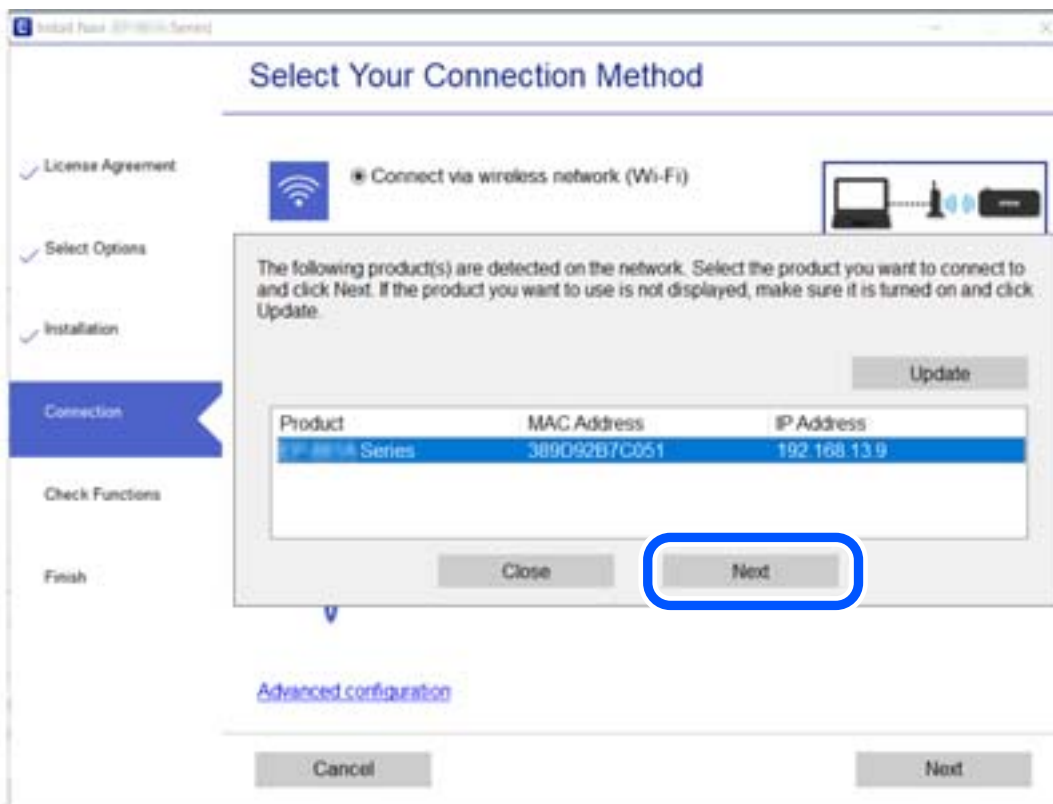 Select Your Connection Method
License Agreement
Connect via wireless network (Wi-Fi)
Select Options
The following product(s) are detected on the network. Select the product you want to connect to
and click Next. If the product you want to use is not displayed, make sure it is turned on and click
Update.
Installation
Update
Connection
Product MAC Address IP Address
Series 389D92B7C051 192.168.13.9
Check Functions
Close Next
Finish
Advanced configuration
Cancel Next